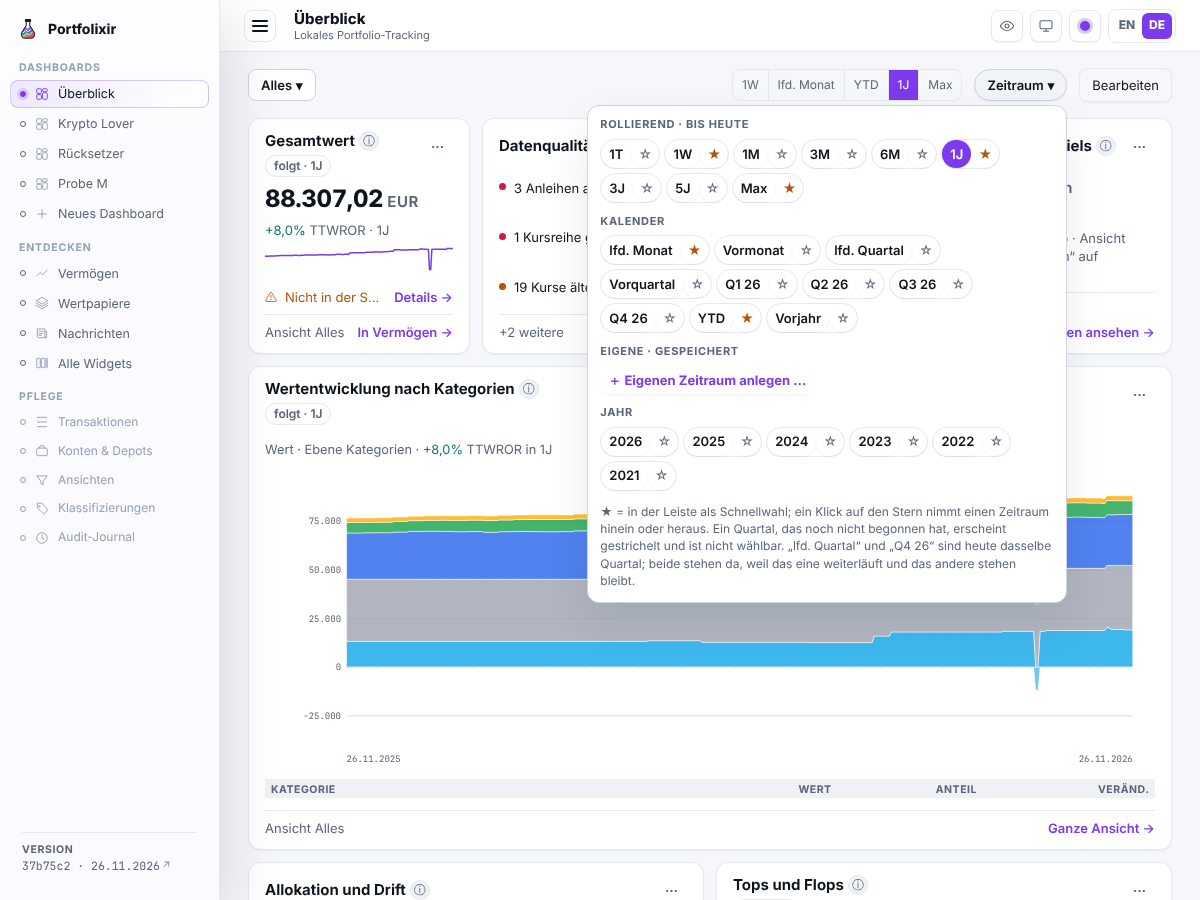 Portfolixir
DASHBOARDS
Überblick
Krypto Lover
Rücksetzer
Probe M
Neues Dashboard
ENTDECKEN
Vermögen
Wertpapiere
Nachrichten
Alle Widgets
PFLEGE
Transaktionen
Konten & Depots
Ansichten
Klassifizierungen
Audit-Journal
VERSION
37b75c2 · 26.11.2026↗
Überblick
Lokales Portfolio-Tracking
EN DE
Alles ▾
1W lfd. Monat YTD 1J Max
Zeitraum ▾
Bearbeiten
Gesamtwert ⓘ ...
folgt · 1J
88.307,02 EUR
+8,0% TTWROR · 1J
Nicht in der S... Details →
Ansicht Alles In Vermögen →
Datenqualitä
3 Anleihen a
1 Kursreihe
19 Kurse älte
+2 weitere
iels ⓘ ...
· Ansicht
n“ auf
en ansehen →
ROLLIEREND · BIS HEUTE
1T ☆ 1W ★ 1M ☆ 3M ☆ 6M ☆ 1J ★
3J ☆ 5J ☆ Max ★
KALENDER
lfd. Monat ★ Vormonat ☆ lfd. Quartal ☆
Vorquartal ☆ Q1 26 ☆ Q2 26 ☆ Q3 26 ☆
Q4 26 ☆ YTD ★ Vorjahr ☆
EIGENE · GESPEICHERT
+ Eigenen Zeitraum anlegen ...
JAHR
2026 ☆ 2025 ☆ 2024 ☆ 2023 ☆ 2022 ☆
2021 ☆
★ = in der Leiste als Schnellwahl; ein Klick auf den Stern nimmt einen Zeitraum
hinein oder heraus. Ein Quartal, das noch nicht begonnen hat, erscheint
gestrichelt und ist nicht wählbar. „lfd. Quartal“ und „Q4 26“ sind heute dasselbe
Quartal; beide stehen da, weil das eine weiterläuft und das andere stehen
bleibt.
Wertentwicklung nach Kategorien ⓘ ...
folgt · 1J
Wert · Ebene Kategorien · +8,0% TTWROR in 1J
75.000
50.000
25.000
0
-25.000
26.11.2025 26.11.2026
KATEGORIE WERT ANTEIL VERÄND.
Ansicht Alles Ganze Ansicht →
Allokation und Drift ⓘ ...
Tops und Flops ⓘ ...